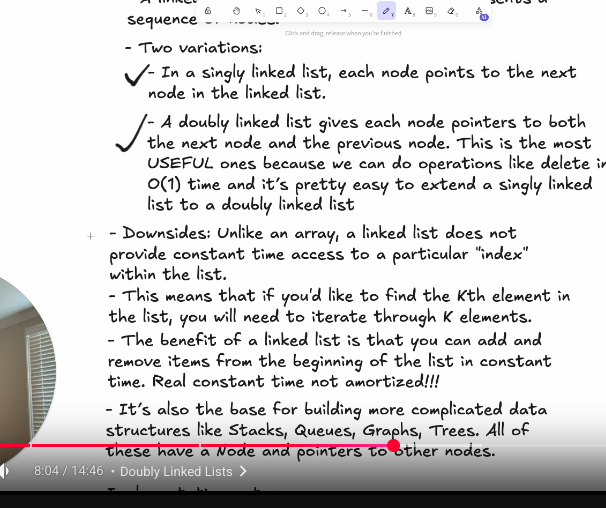 sequence of nodes.
Click and drag, release when you're finished
- Two variations:
- In a singly linked list, each node points to the next
node in the linked list.
- A doubly linked list gives each node pointers to both
the next node and the previous node. This is the most
USEFUL ones because we can do operations like delete in
O(1) time and it's pretty easy to extend a singly linked
list to a doubly linked list
- Downsides: Unlike an array, a linked list does not
provide constant time access to a particular "index"
within the list.
- This means that if you'd like to find the Kth element in
the list, you will need to iterate through K elements.
- The benefit of a linked list is that you can add and
remove items from the beginning of the list in constant
time. Real constant time not amortized!!!
- It's also the base for building more complicated data
structures like Stacks, Queues, Graphs, Trees. All of
these have a Node and pointers to other nodes.
8:04 / 14:46 • Doubly Linked Lists